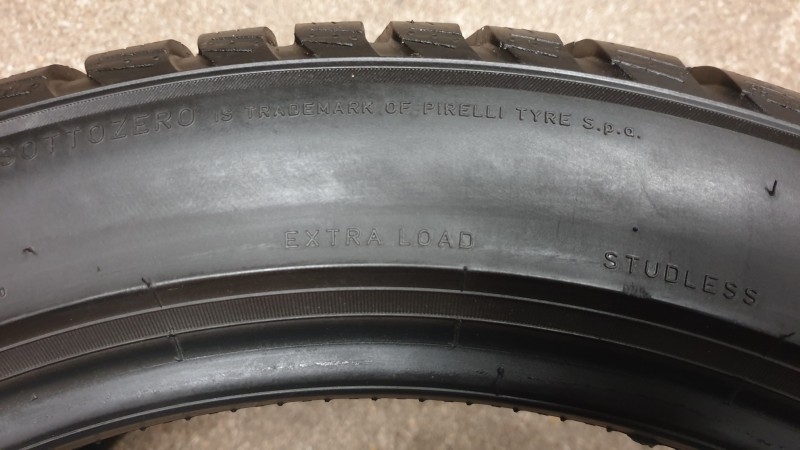 SOTTOZERO IS TRADEMARK OF PIRELLI TYRE S.p.a.
EXTRA LOAD
STUDLESS